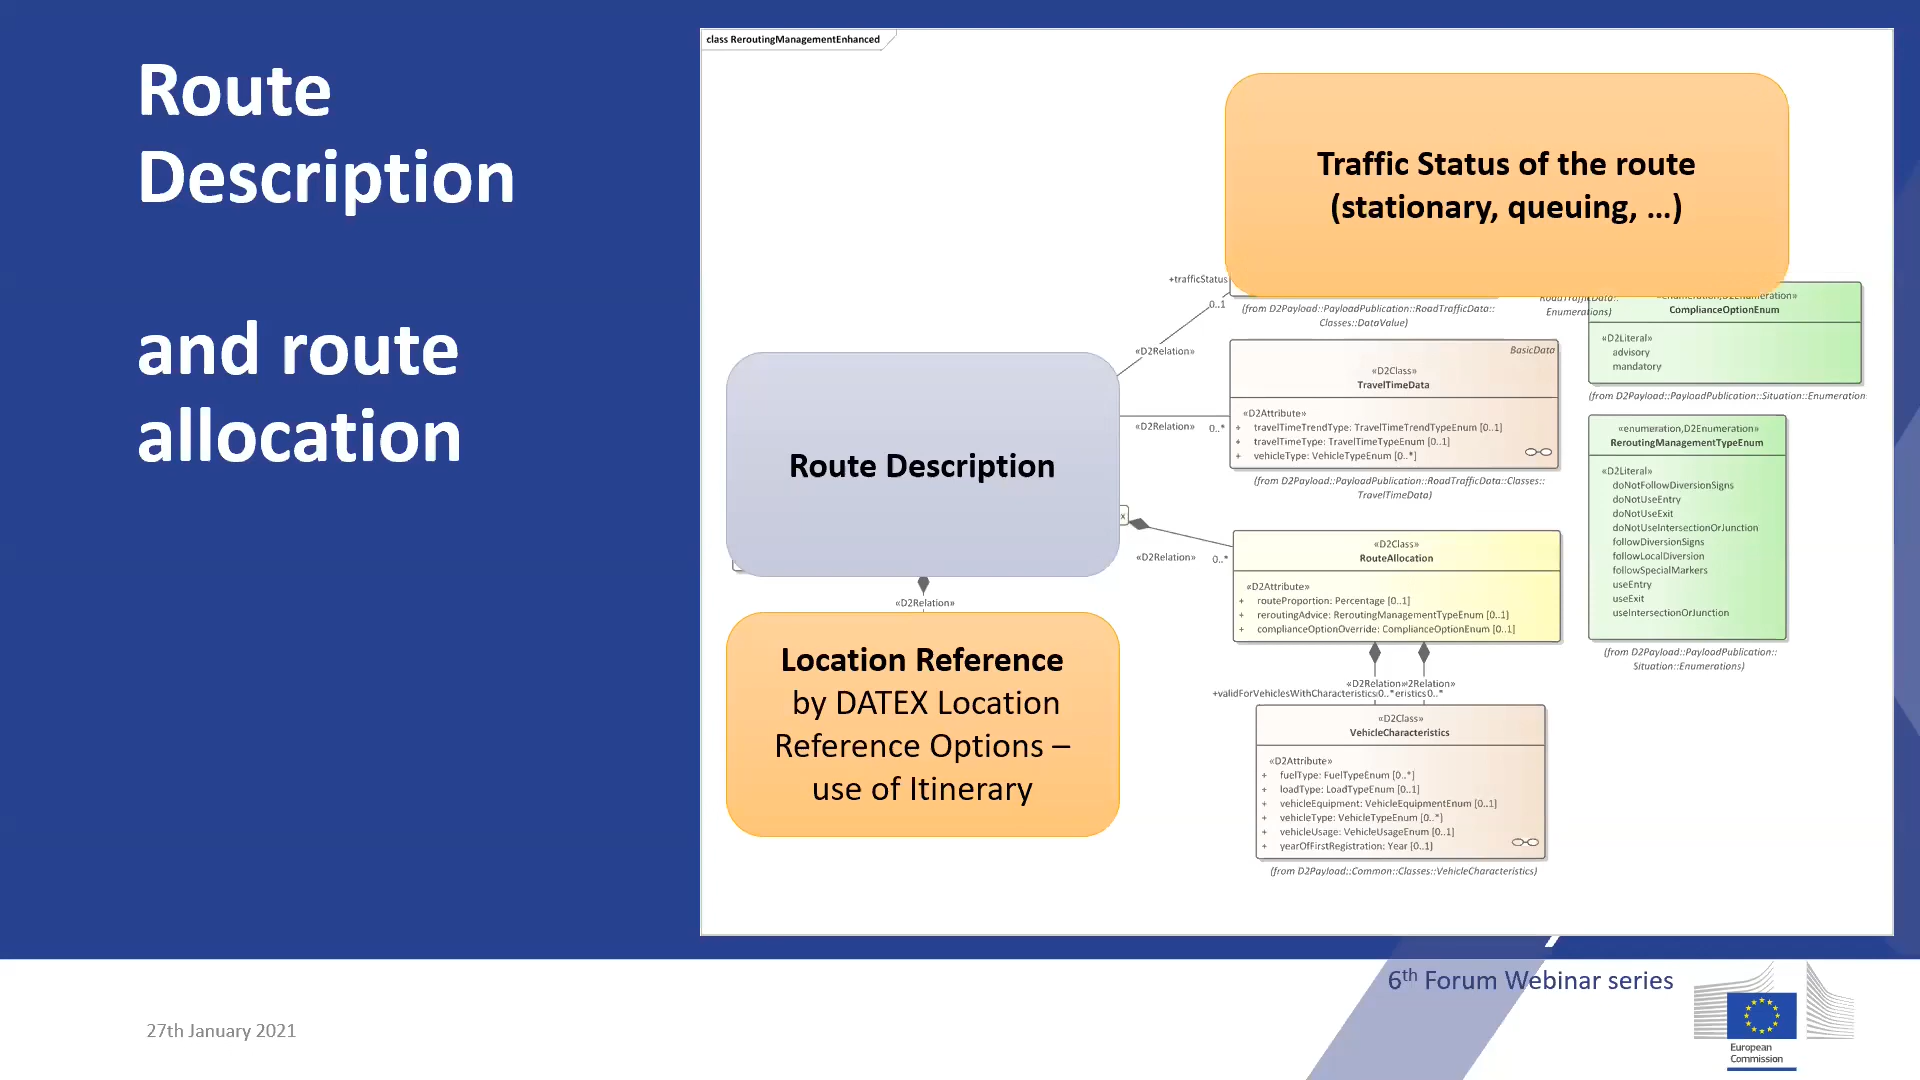 Route
Description
and route
allocation
class ReroutingManagementEnhanced
Traffic Status of the route
(stationary, queuing, ...)
+trafficStatus
0..1
(from D2Payload::PayloadPublication::RoadTrafficData::
Classes::DataValue)
RoadTrafficData::
Enumerations)
«enumeration,D2Enumeration»
ComplianceOptionEnum
«D2Literal»
advisory
mandatory
(from D2Payload::PayloadPublication::Situation::Enumeration
«D2Relation»
BasicData
«D2Class»
TravelTimeData
«D2Attribute»
+ travelTimeTrendType: TravelTimeTrendTypeEnum [0..1]
+ travelTimeType: TravelTimeTypeEnum [0..1]
+ vehicleType: VehicleTypeEnum [0..*]
(from D2Payload::PayloadPublication::RoadTrafficData::Classes::
TravelTimeData)
«D2Relation» 0..*
«enumeration,D2Enumeration»
ReroutingManagementTypeEnum
«D2Literal»
doNotFollowDiversionSigns
doNotUseEntry
doNotUseExit
doNotUseIntersectionOrJunction
followDiversionSigns
followLocalDiversion
followSpecialMarkers
useEntry
useExit
useIntersectionOrJunction
(from D2Payload::PayloadPublication::
Situation::Enumerations)
Route Description
x
«D2Relation» 0..*
«D2Class»
RouteAllocation
«D2Attribute»
+ routeProportion: Percentage [0..1]
+ reroutingAdvice: ReroutingManagementTypeEnum [0..1]
+ complianceOptionOverride: ComplianceOptionEnum [0..1]
«D2Relation»
Location Reference
by DATEX Location
Reference Options –
use of Itinerary
«D2Relation»2Relation»
+validForVehiclesWithCharacteristics0..*eristics0..*
«D2Class»
VehicleCharacteristics
«D2Attribute»
+ fuelType: FuelTypeEnum [0..*]
+ loadType: LoadTypeEnum [0..1]
+ vehicleEquipment: VehicleEquipmentEnum [0..1]
+ vehicleType: VehicleTypeEnum [0..*]
+ vehicleUsage: VehicleUsageEnum [0..1]
+ yearOfFirstRegistration: Year [0..1]
(from D2Payload::Common::Classes::VehicleCharacteristics)
6th Forum Webinar series
27th January 2021
European
Commission